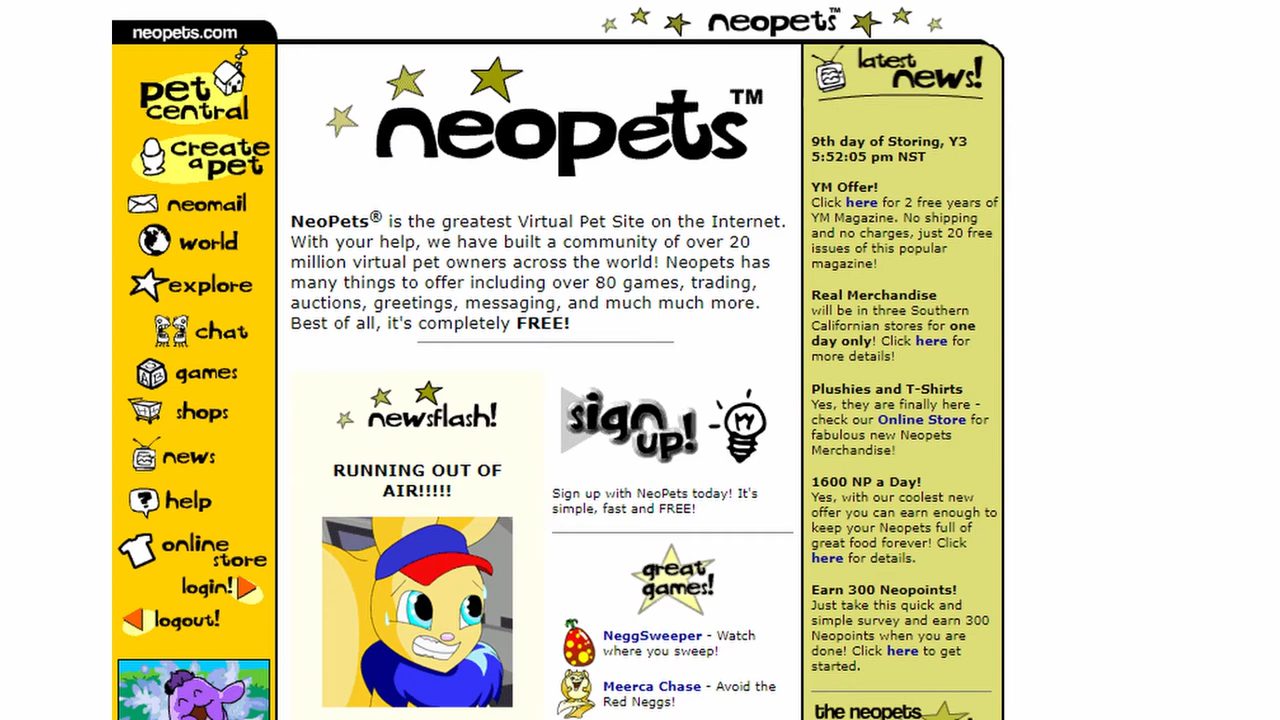 neopets.com
neopets™
pet
central
create
a pet
neomail
world
explore
chat
games
shops
news
help
online
store
login!
logout!
neopets™
NeoPets® is the greatest Virtual Pet Site on the Internet.
With your help, we have built a community of over 20
million virtual pet owners across the world! Neopets has
many things to offer including over 80 games, trading,
auctions, greetings, messaging, and much much more.
Best of all, it's completely FREE!
newsflash!
RUNNING OUT OF
AIR!!!!!
sign
up!
Sign up with NeoPets today! It's
simple, fast and FREE!
great
games!
NeggSweeper - Watch
where you sweep!
Meerca Chase - Avoid the
Red Neggs!
latest
news!
9th day of Storing, Y3
5:52:05 pm NST
YM Offer!
Click here for 2 free years of
YM Magazine. No shipping
and no charges, just 20 free
issues of this popular
magazine!
Real Merchandise
will be in three Southern
Californian stores for one
day only! Click here for
more details!
Plushies and T-Shirts
Yes, they are finally here -
check our Online Store for
fabulous new Neopets
Merchandise!
1600 NP a Day!
Yes, with our coolest new
offer you can earn enough to
keep your Neopets full of
great food forever! Click
here for details.
Earn 300 Neopoints!
Just take this quick and
simple survey and earn 300
Neopoints when you are
done! Click here to get
started.
the neopets